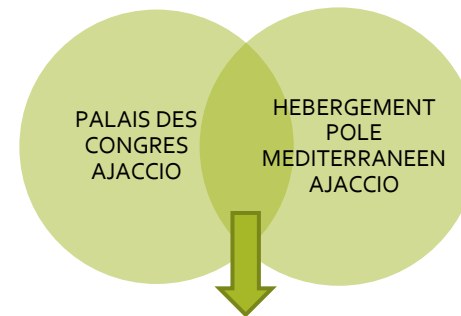 PALAIS DES
CONGRES
AJACCIO
HEBERGEMENT
POLE
MEDITERRANEEN
AJACCIO